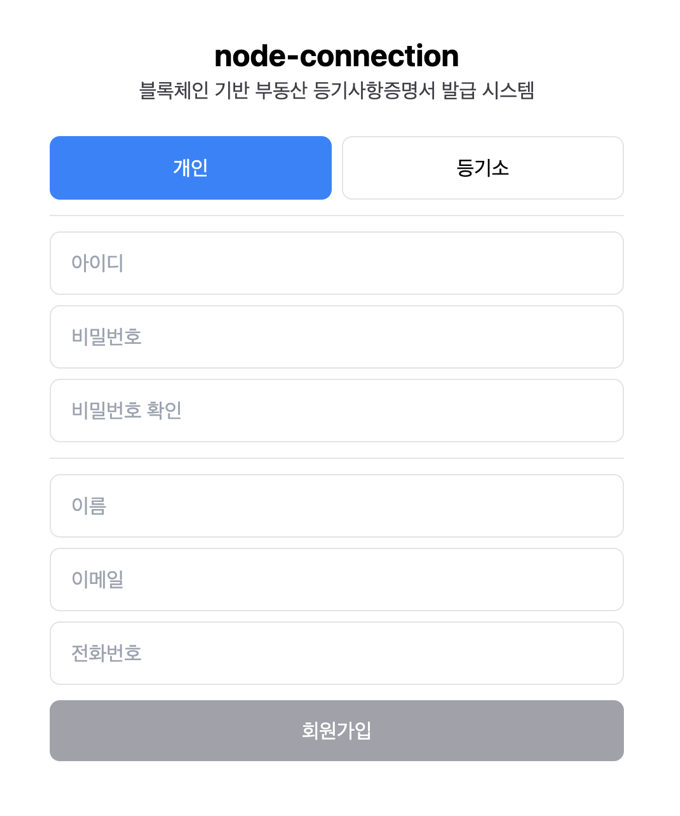 node-connection
블록체인 기반 부동산 등기사항증명서 발급 시스템
개인
등기소
아이디
비밀번호
비밀번호 확인
이름
이메일
전화번호
회원가입